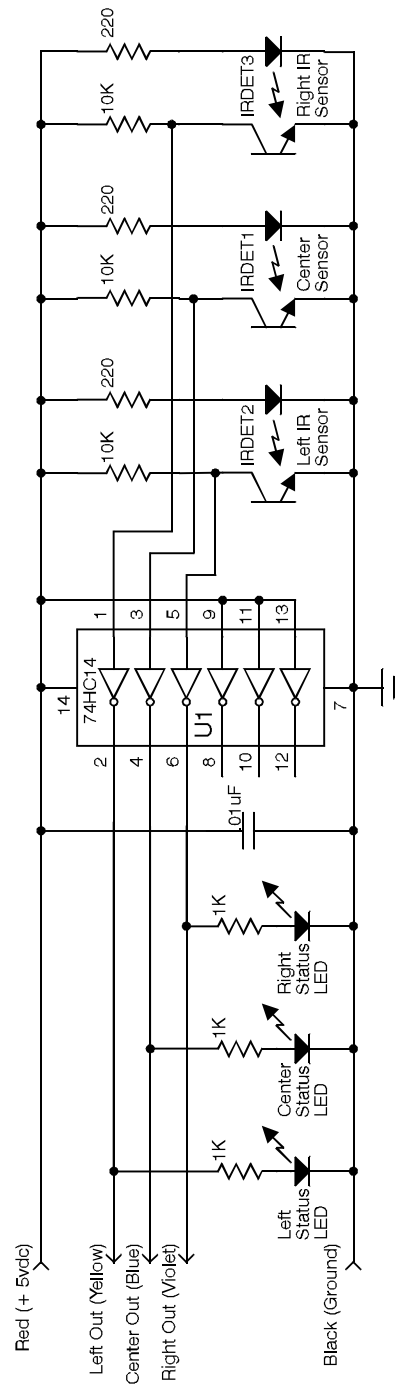 Red (+ 5vdc)
Left Out (Yellow)
Center Out (Blue)
Right Out (Violet)
Black (Ground)
1K
Left
Status
LED
1K
Center
Status
LED
1K
Right
Status
LED
.01uF
14
74HC14
U1
7
2
4
6
8
10
12
1
3
5
9
11
13
10K
220
IRDET2
Left IR
Sensor
10K
220
IRDET1
Center
Sensor
10K
220
IRDET3
Right IR
Sensor